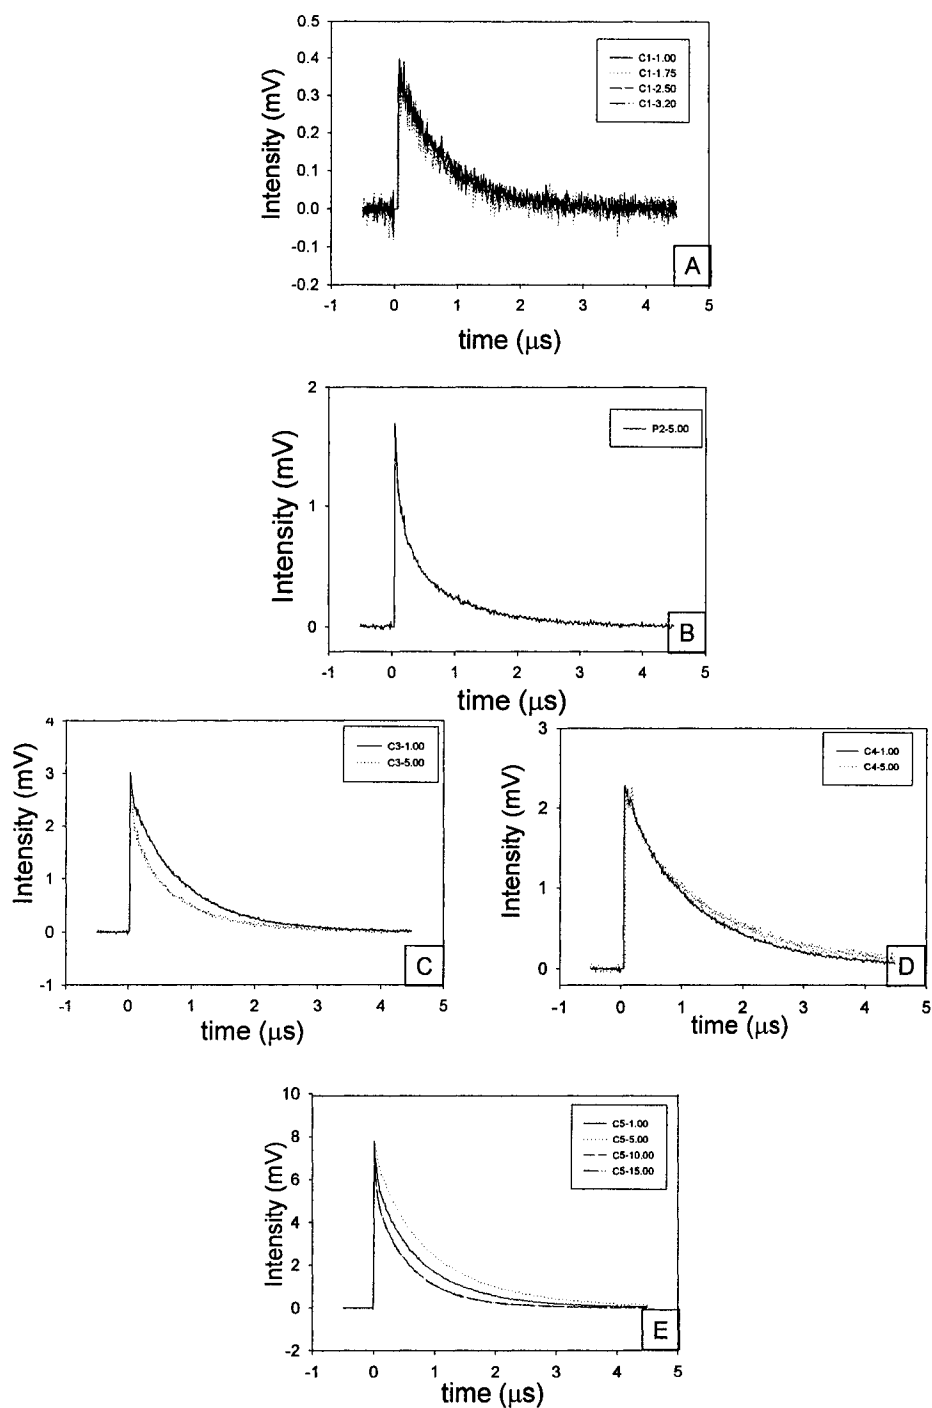 0.5
0.4
0.3
0.2
0.1
0.0
-0.1
-0.2
Intensity (mV)
C1-1.00
C1-1.75
C1-2.50
C1-3.20
A
-1 0 1 2 3 4 5
time (μs)
2
1
0
Intensity (mV)
P2-5.00
B
-1 0 1 2 3 4 5
time (μs)
4
3
2
1
0
-1
Intensity (mV)
C3-1.00
C3-5.00
C
-1 0 1 2 3 4 5
time (μs)
3
2
1
0
Intensity (mV)
C4-1.00
C4-5.00
D
-1 0 1 2 3 4 5
time (μs)
10
8
6
4
2
0
-2
Intensity (mV)
C5-1.00
C5-5.00
C5-10.00
C5-15.00
E
-1 0 1 2 3 4 5
time (μs)